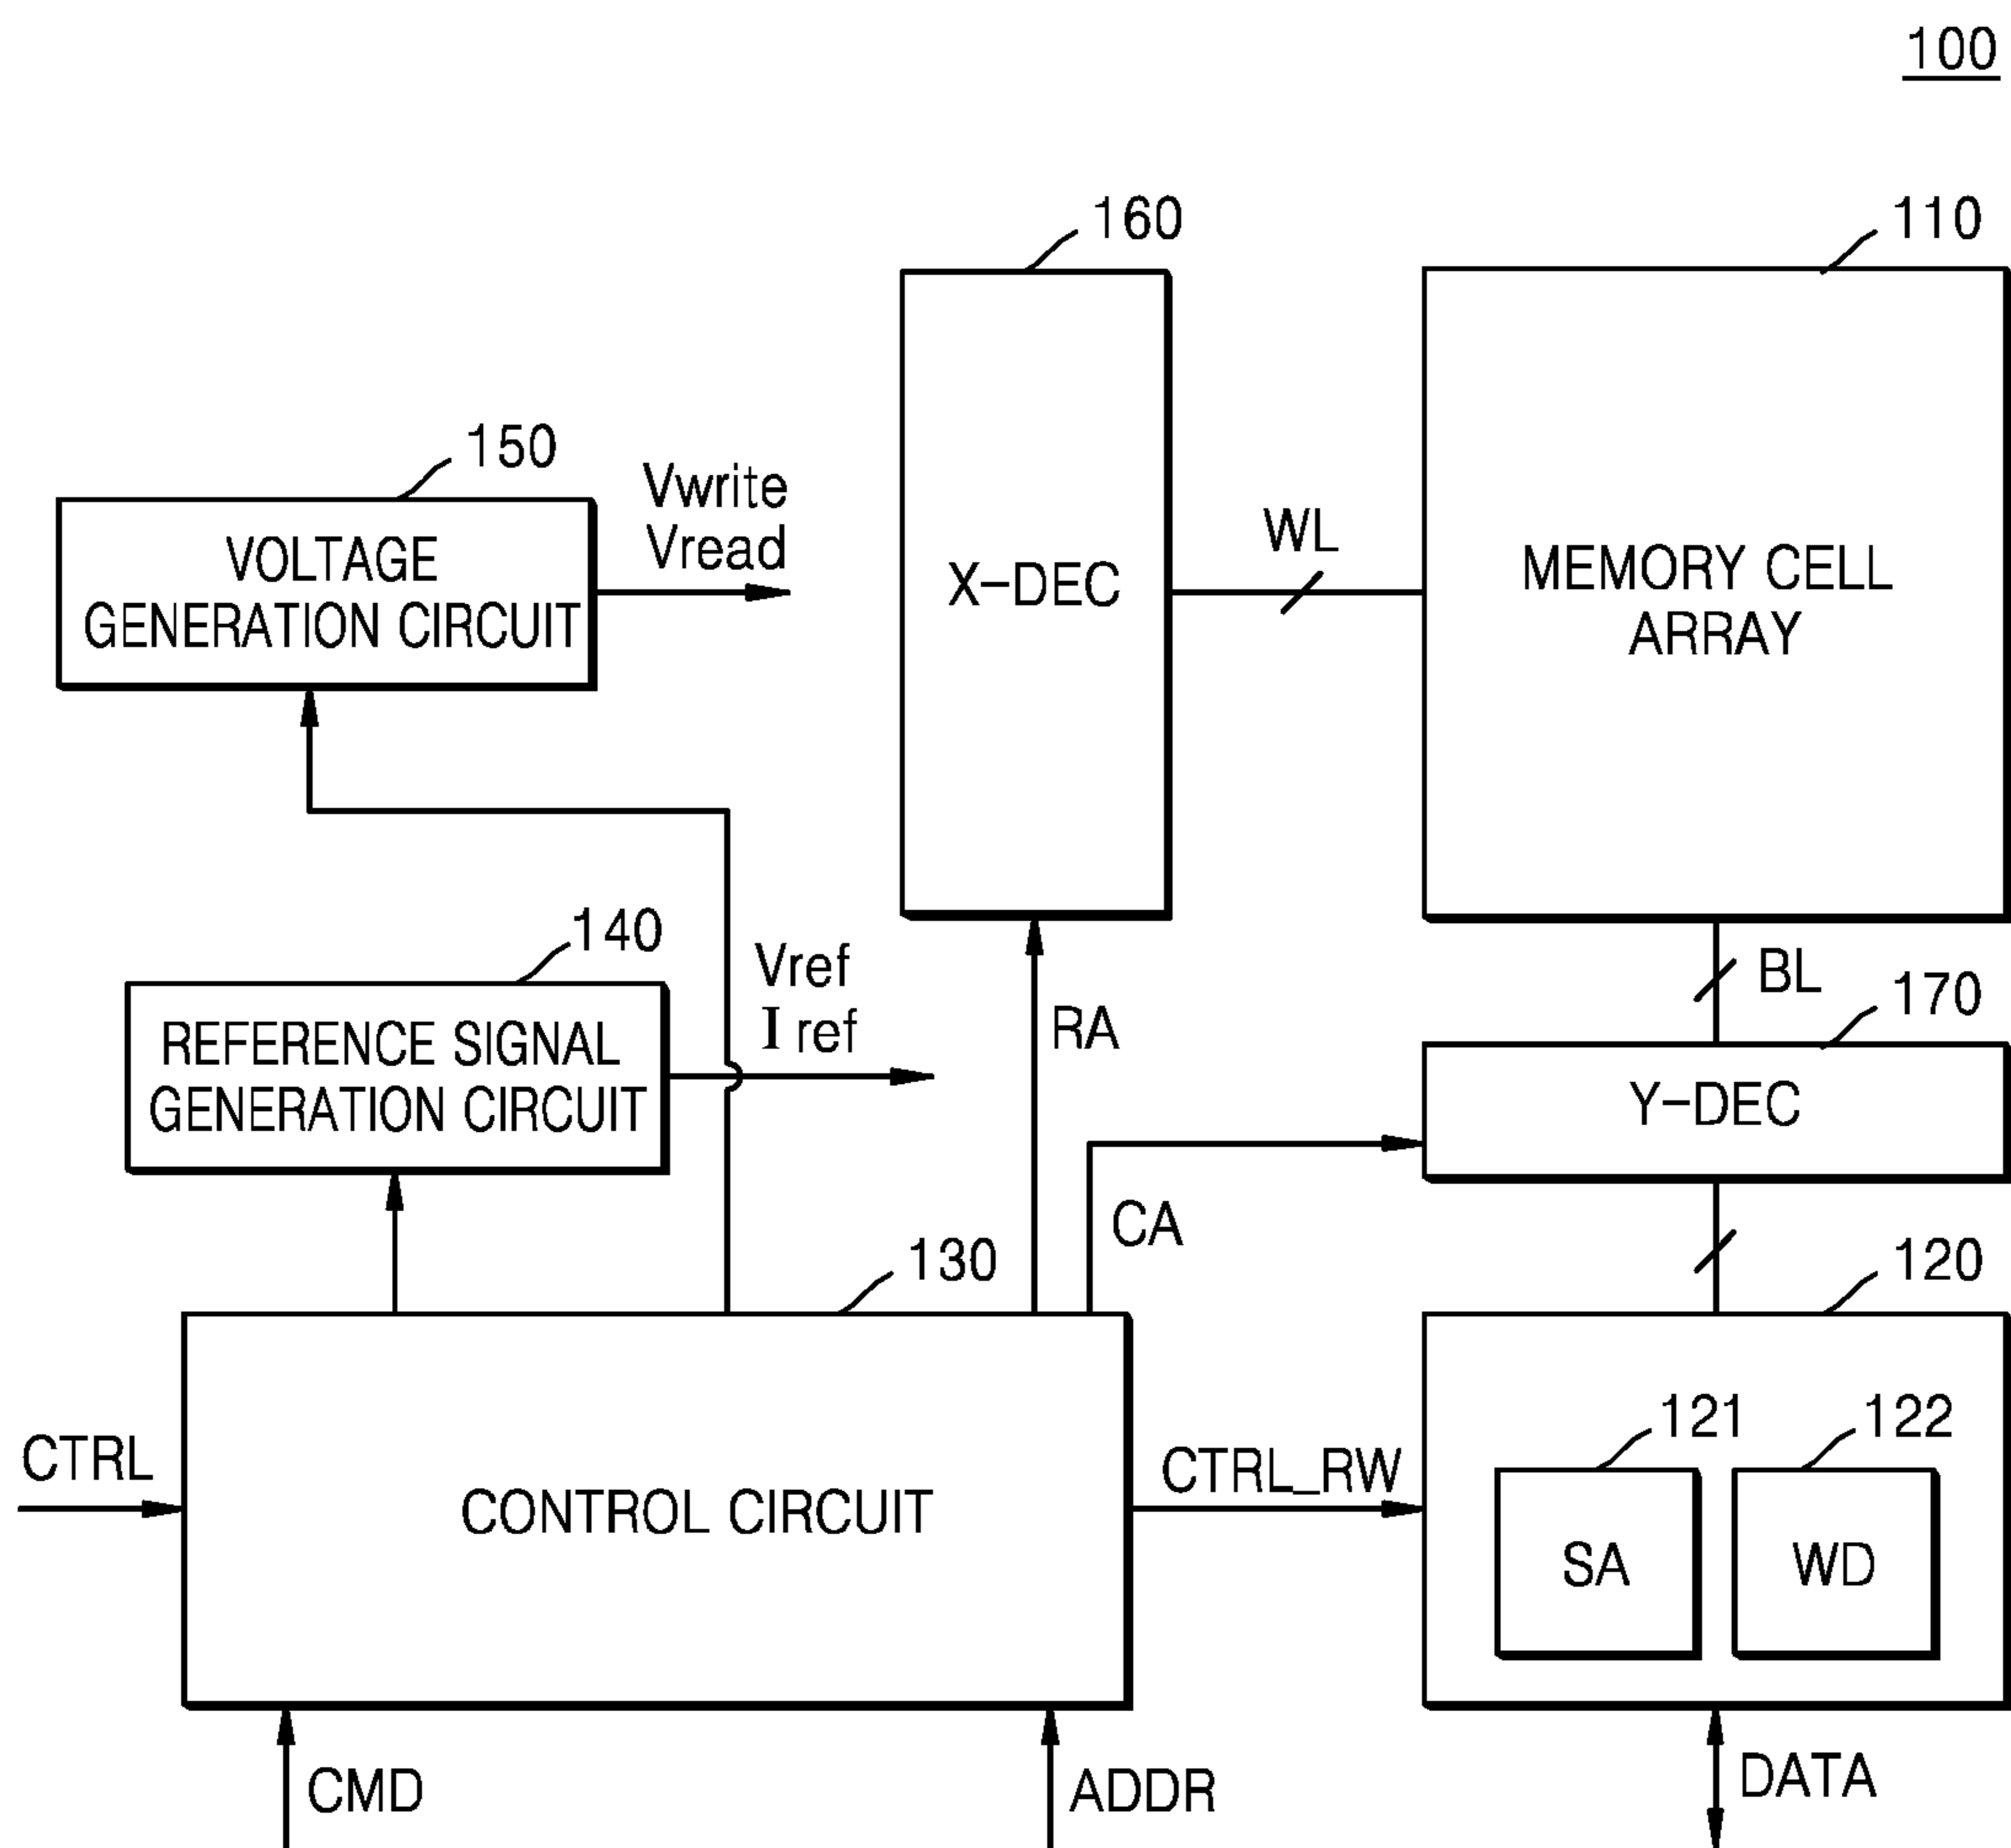 100
160
110
150
Vwrite
Vread
VOLTAGE
GENERATION CIRCUIT
X-DEC
WL
MEMORY CELL
ARRAY
140
Vref
Iref
REFERENCE SIGNAL
GENERATION CIRCUIT
RA
BL
170
Y-DEC
CA
130
120
CTRL
CONTROL CIRCUIT
CTRL_RW
121
122
SA
WD
CMD
ADDR
DATA